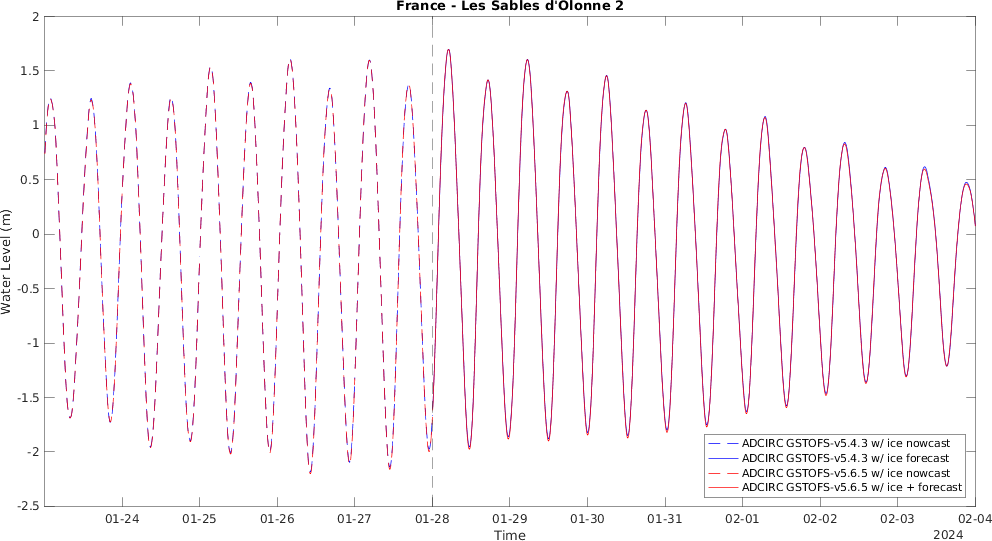 France - Les Sables d'Olonne 2
2
1.5
1
0.5
0
-0.5
-1
-1.5
-2
-2.5
Water Level (m)
01-24 01-25 01-26 01-27 01-28 01-29 01-30 01-31 02-01 02-02 02-03 02-04
Time
2024
ADCIRC GSTOFS-v5.4.3 w/ ice nowcast
ADCIRC GSTOFS-v5.4.3 w/ ice forecast
ADCIRC GSTOFS-v5.6.5 w/ ice nowcast
ADCIRC GSTOFS-v5.6.5 w/ ice + forecast